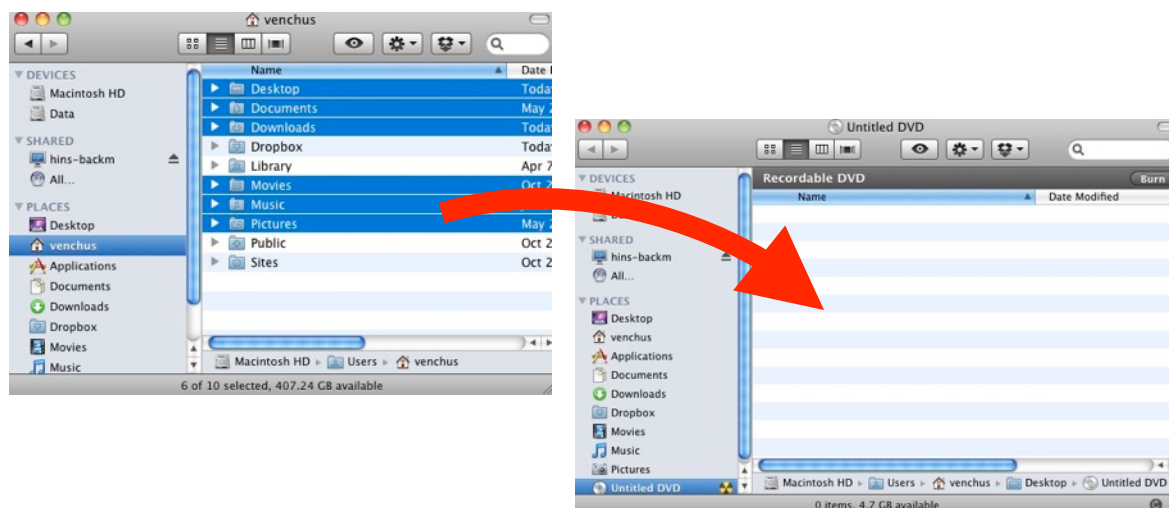 venchus
Name Date
DEVICES
Macintosh HD
Data
SHARED
hins-backm
All...
PLACES
Desktop
venchus
Applications
Documents
Downloads
Dropbox
Movies
Music
Desktop Toda
Documents May 2
Downloads Toda
Dropbox Toda
Library Apr 7
Movies Oct 2
Music
Pictures May 2
Public Oct 2
Sites Oct 2
Macintosh HD Users venchus
6 of 10 selected, 407.24 GB available
Untitled DVD
Recordable DVD Burn
Name Date Modified
DEVICES
Macintosh HD
SHARED
hins-backm
All...
PLACES
Desktop
venchus
Applications
Documents
Downloads
Dropbox
Movies
Music
Pictures
Untitled DVD
Macintosh HD Users venchus Desktop Untitled DVD
0 items, 4.7 GB available